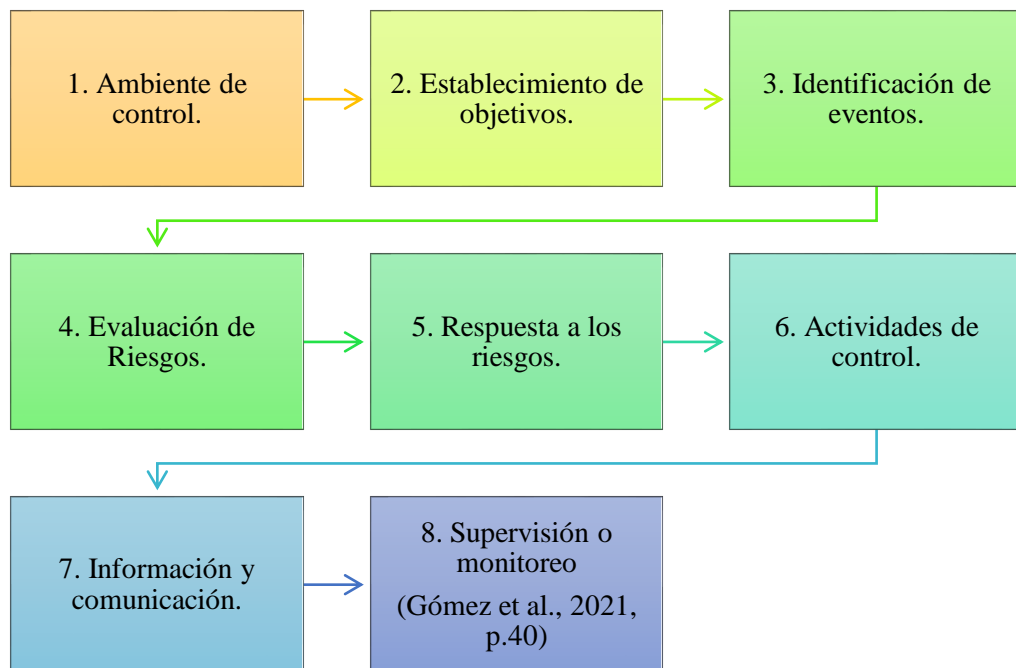 1. Ambiente de
control.
2. Establecimiento de
objetivos.
3. Identificación de
eventos.
4. Evaluación de
Riesgos.
5. Respuesta a los
riesgos.
6. Actividades de
control.
7. Información y
comunicación.
8. Supervisión o
monitoreo
(Gómez et al., 2021,
p.40)